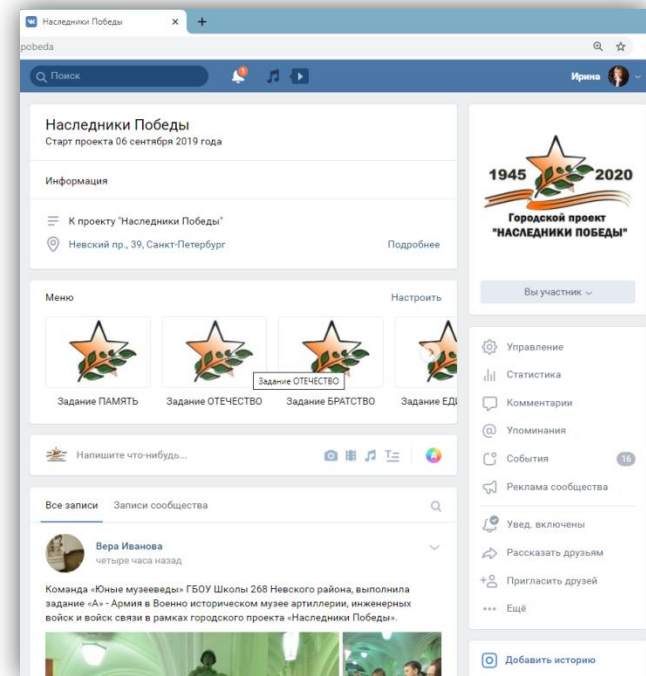 Наследники Победы
pobeda
Поиск
1
Ирина
Наследники Победы
Старт проекта 06 сентября 2019 года
Информация
К проекту "Наследники Победы"
Невский пр., 39, Санкт-Петербург
Подробнее
1945
2020
Городской проект
"НАСЛЕДНИКИ ПОБЕДЫ"
Вы участник
Меню
Настроить
Задание ОТЕЧЕСТВО
Задание ПАМЯТЬ
Задание ОТЕЧЕСТВО
Задание БРАТСТВО
Задание ЕДИ
Напишите что-нибудь...
Все записи
Записи сообщества
Вера Иванова
четыре часа назад
Команда «Юные музееведы» ГБОУ Школы 268 Невского района, выполнила
задание «А» - Армия в Военно историческом музее артиллерии, инженерных
войск и войск связи в рамках городского проекта «Наследники Победы».
Управление
Статистика
Комментарии
Упоминания
События
16
Реклама сообщества
Увед. включены
Рассказать друзьям
Пригласить друзей
Ещё
Добавить историю